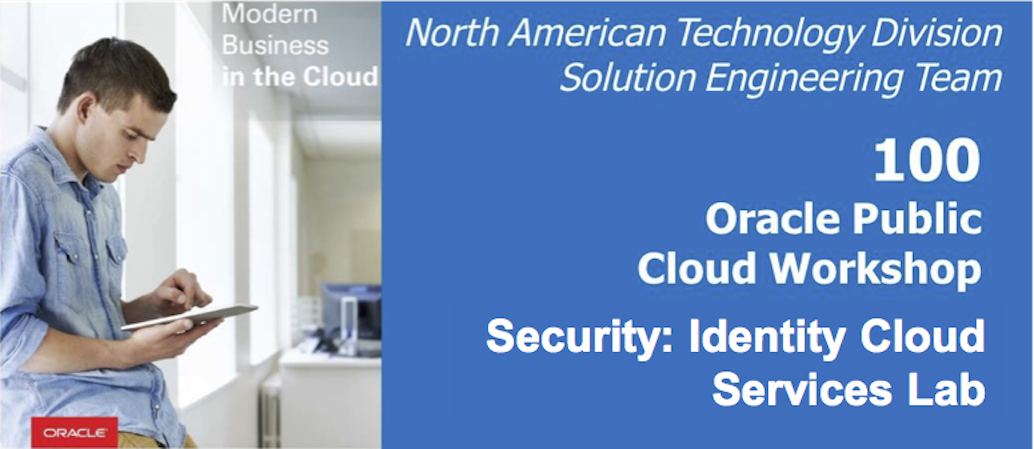 Modern
Business
in the Cloud
ORACLE
North American Technology Division
Solution Engineering Team
100
Oracle Public
Cloud Workshop
Security: Identity Cloud
Services Lab